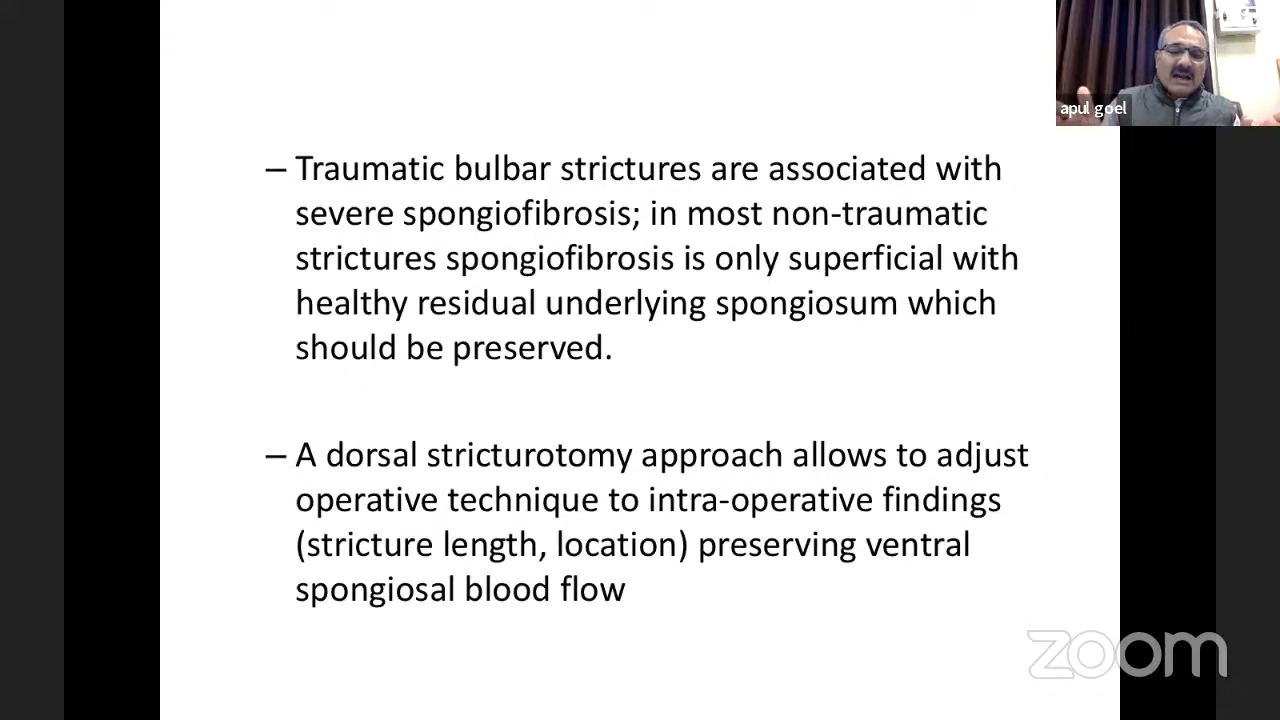 apul goel
– Traumatic bulbar strictures are associated with
severe spongiofibrosis; in most non-traumatic
strictures spongiofibrosis is only superficial with
healthy residual underlying spongiosum which
should be preserved.
– A dorsal stricturotomy approach allows to adjust
operative technique to intra-operative findings
(stricture length, location) preserving ventral
spongiosal blood flow
zoom